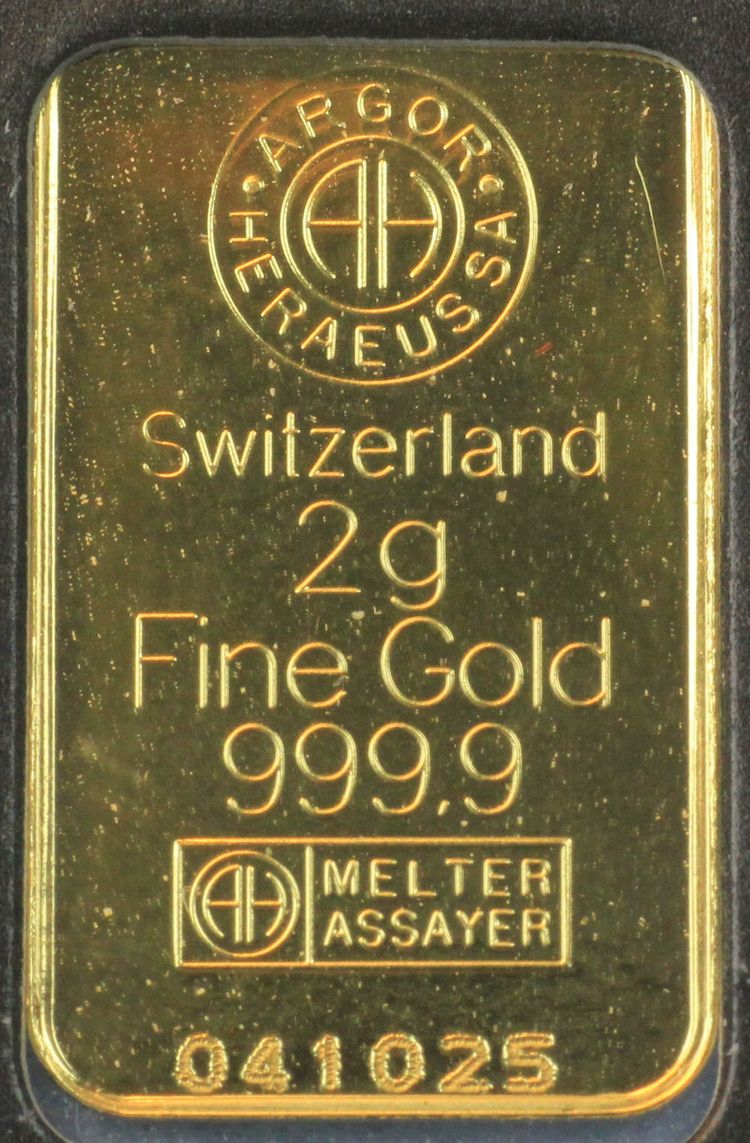 ARGOR
HERAEUS SA
AH
Switzerland
2g
Fine Gold
999,9
AH
MELTER
ASSAYER
041025